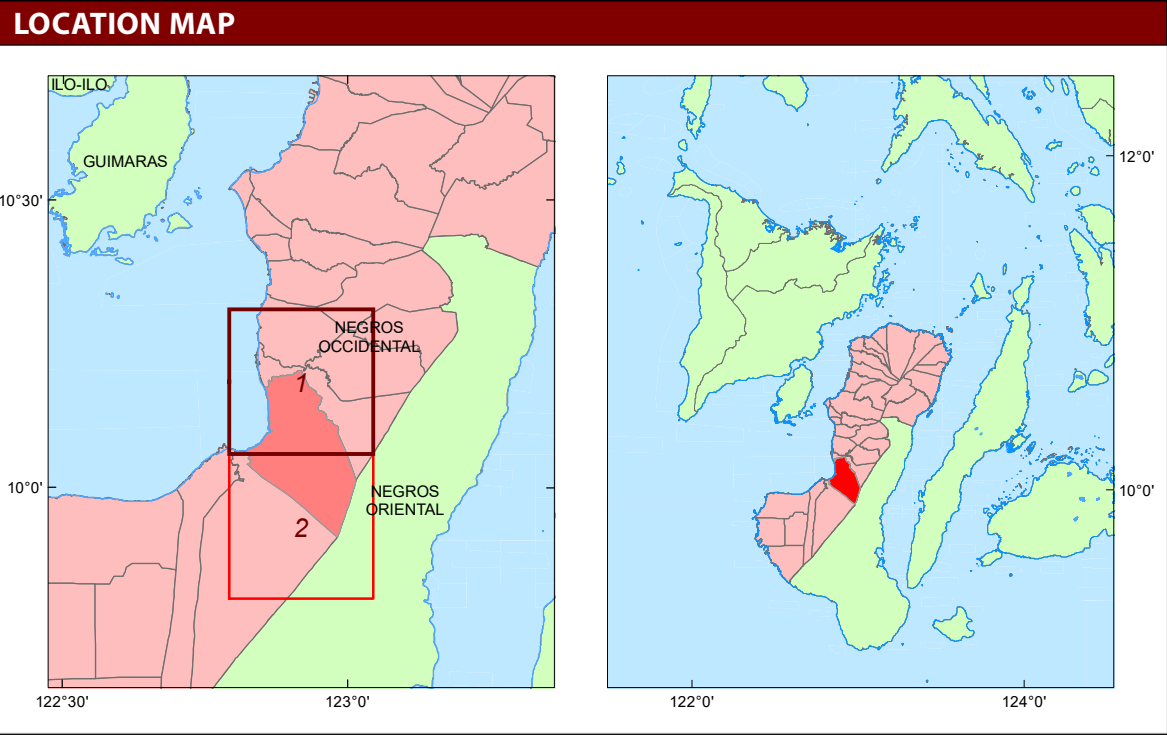 LOCATION MAP
ILO-ILO
GUIMARAS
10°30'
NEGROS
OCCIDENTAL
1
10°0'
NEGROS
ORIENTAL
2
122°30'
123°0'
12°0'
10°0'
122°0'
124°0'